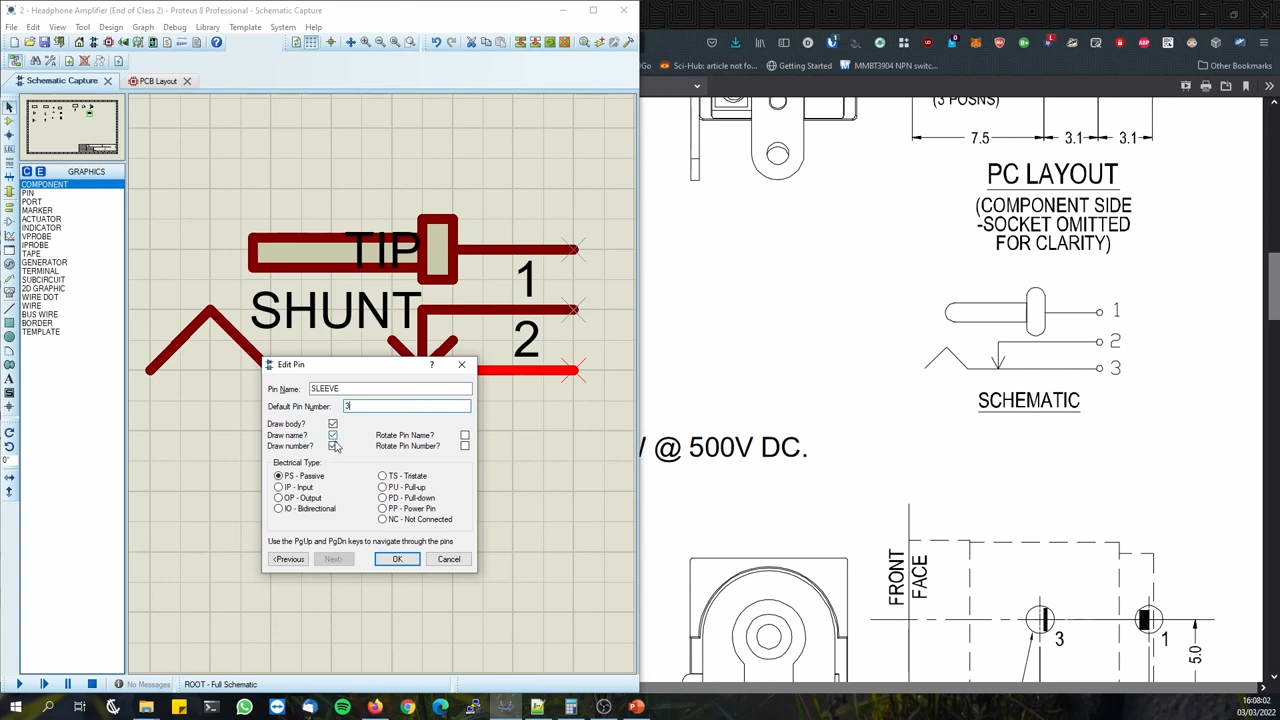 2 - Headphone Amplifier (End of Class 2) - Proteus 8 Professional - Schematic Capture
File Edit View Tool Design Graph Debug Library Template System Help
Schematic Capture
PCB Layout
Sci-Hub: article not fo...
Getting Started
MMBT3904 NPN switc...
Other Bookmarks
C E GRAPHICS
COMPONENT
PIN
PORT
MARKER
ACTUATOR
INDICATOR
VPROBE
IPROBE
TAPE
GENERATOR
TERMINAL
SUBCIRCUIT
2D GRAPHIC
WIRE DOT
WIRE
BUS WIRE
BORDER
TEMPLATE
0°
TIP
1
SHUNT
2
Edit Pin
?
Pin Name: SLEEVE
Default Pin Number: 3
Draw body?
Draw name? Rotate Pin Name?
Draw number? Rotate Pin Number?
Electrical Type:
PS - Passive TS - Tristate
IP - Input PU - Pull-up
OP - Output PD - Pull-down
IO - Bidirectional PP - Power Pin
NC - Not Connected
Use the PgUp and PgDn keys to navigate through the pins
<Previous Next> OK Cancel
(3 POSNS)
7.5 3.1 3.1
PC LAYOUT
(COMPONENT SIDE
-SOCKET OMITTED
FOR CLARITY)
1
2
3
SCHEMATIC
@ 500V DC.
FRONT
FACE
3
1
5.0
No Messages ROOT - Full Schematic
16:08:02
03/03/2022